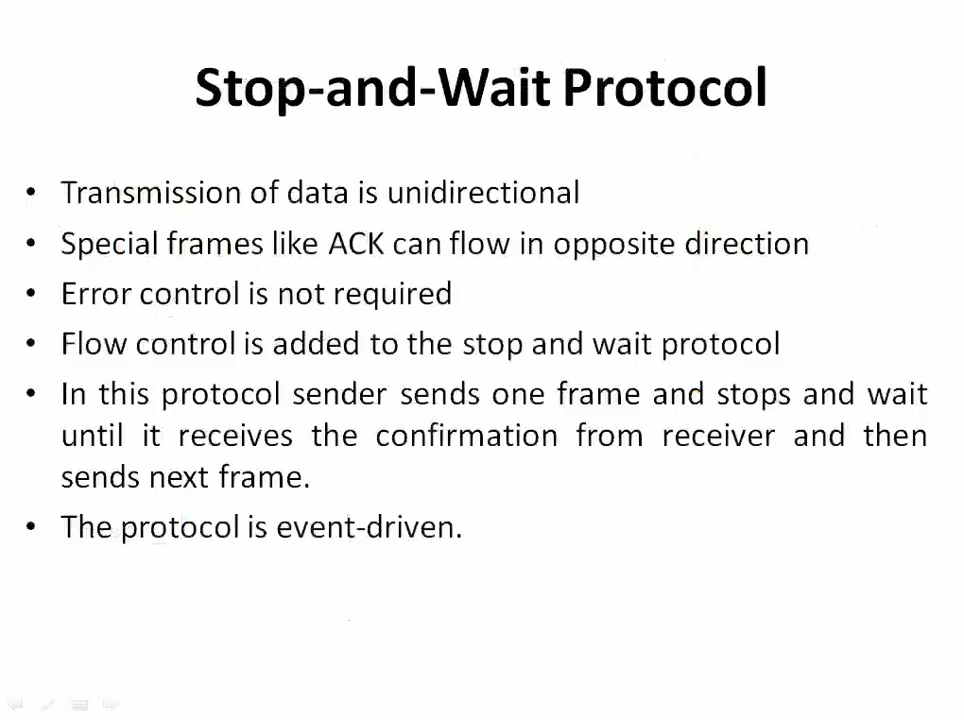 Stop-and-Wait Protocol
• Transmission of data is unidirectional
• Special frames like ACK can flow in opposite direction
• Error control is not required
• Flow control is added to the stop and wait protocol
• In this protocol sender sends one frame and stops and wait
until it receives the confirmation from receiver and then
sends next frame.
• The protocol is event-driven.